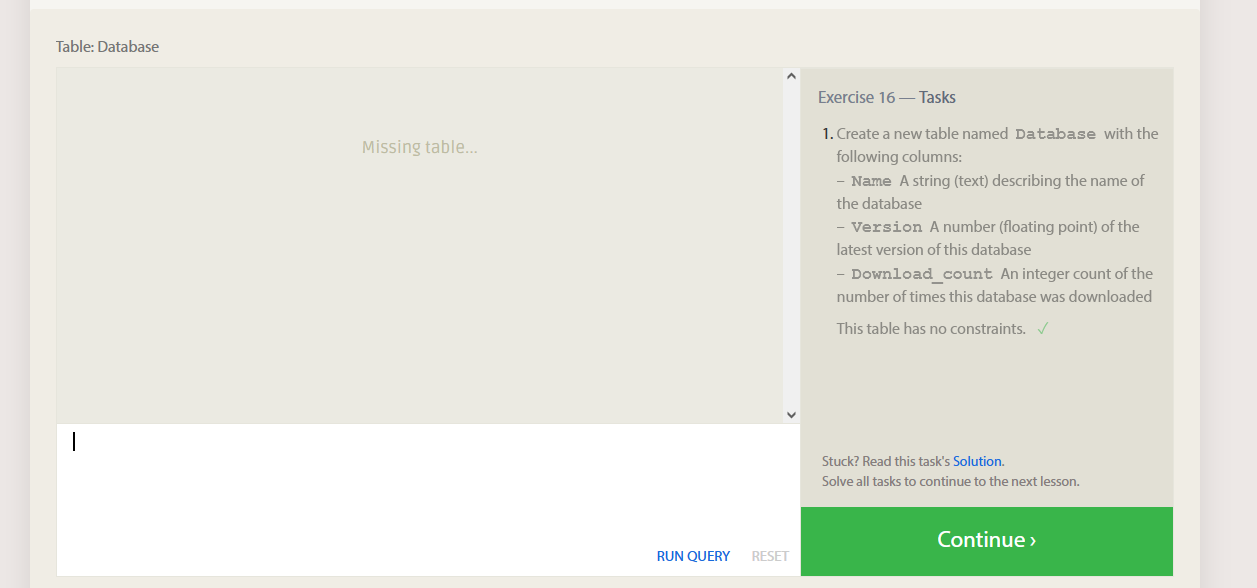 Table: Database
Missing table...
RUN QUERY RESET
Exercise 16 — Tasks
1. Create a new table named Database with the
following columns:
– Name A string (text) describing the name of
the database
– Version A number (floating point) of the
latest version of this database
– Download_count An integer count of the
number of times this database was downloaded
This table has no constraints. ✓
Stuck? Read this task's Solution.
Solve all tasks to continue to the next lesson.
Continue ›